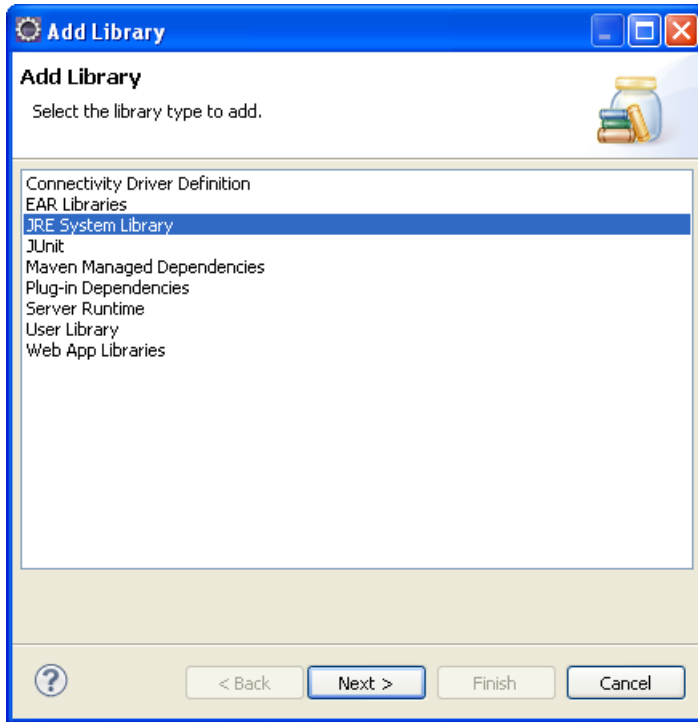 Add Library
Add Library
Select the library type to add.
Connectivity Driver Definition
EAR Libraries
JRE System Library
JUnit
Maven Managed Dependencies
Plug-in Dependencies
Server Runtime
User Library
Web App Libraries
?
< Back Next > Finish Cancel